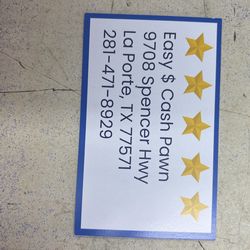 Easy $ Cash Pawn
9708 Spencer Hwy
La Porte, TX 77571
281-471-8929